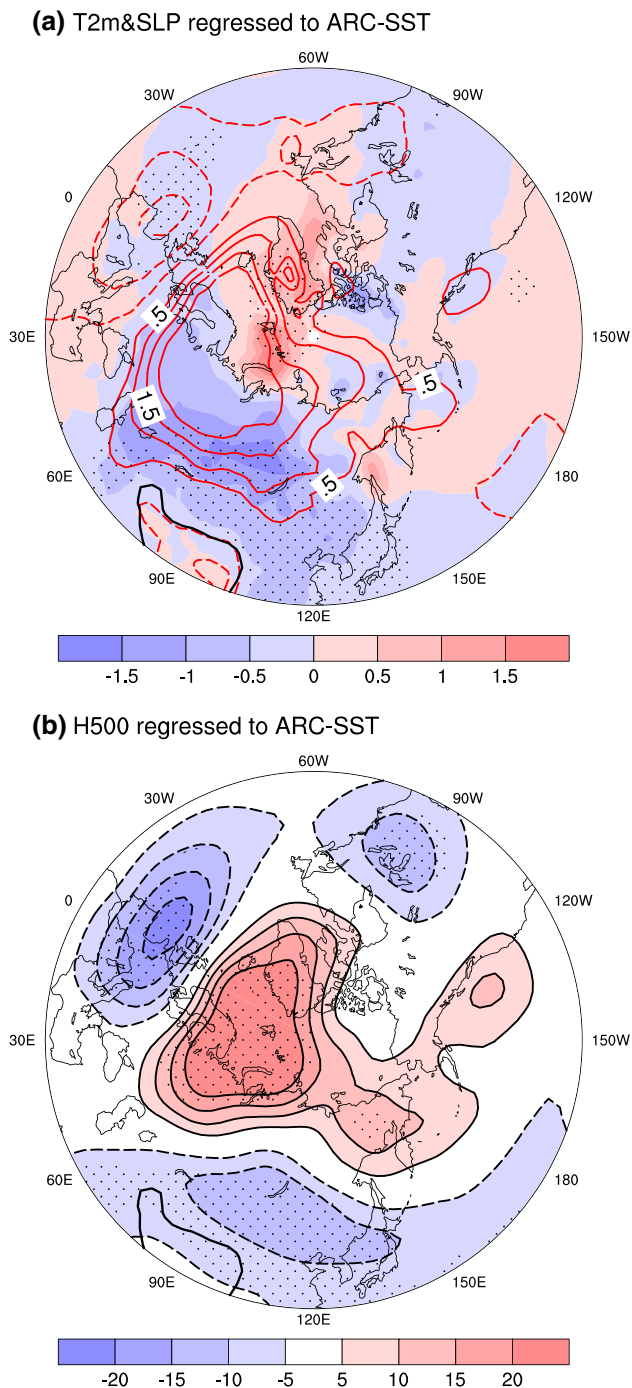 (a) T2m&SLP regressed to ARC-SST
60W
30W
90W
0
120W
30E
150W
.5
1.5
.5
.5
60E
180
90E
150E
120E
-1.5 -1 -0.5 0 0.5 1 1.5
(b) H500 regressed to ARC-SST
60W
30W
90W
0
120W
30E
150W
60E
180
90E
150E
120E
-20 -15 -10 -5 5 10 15 20